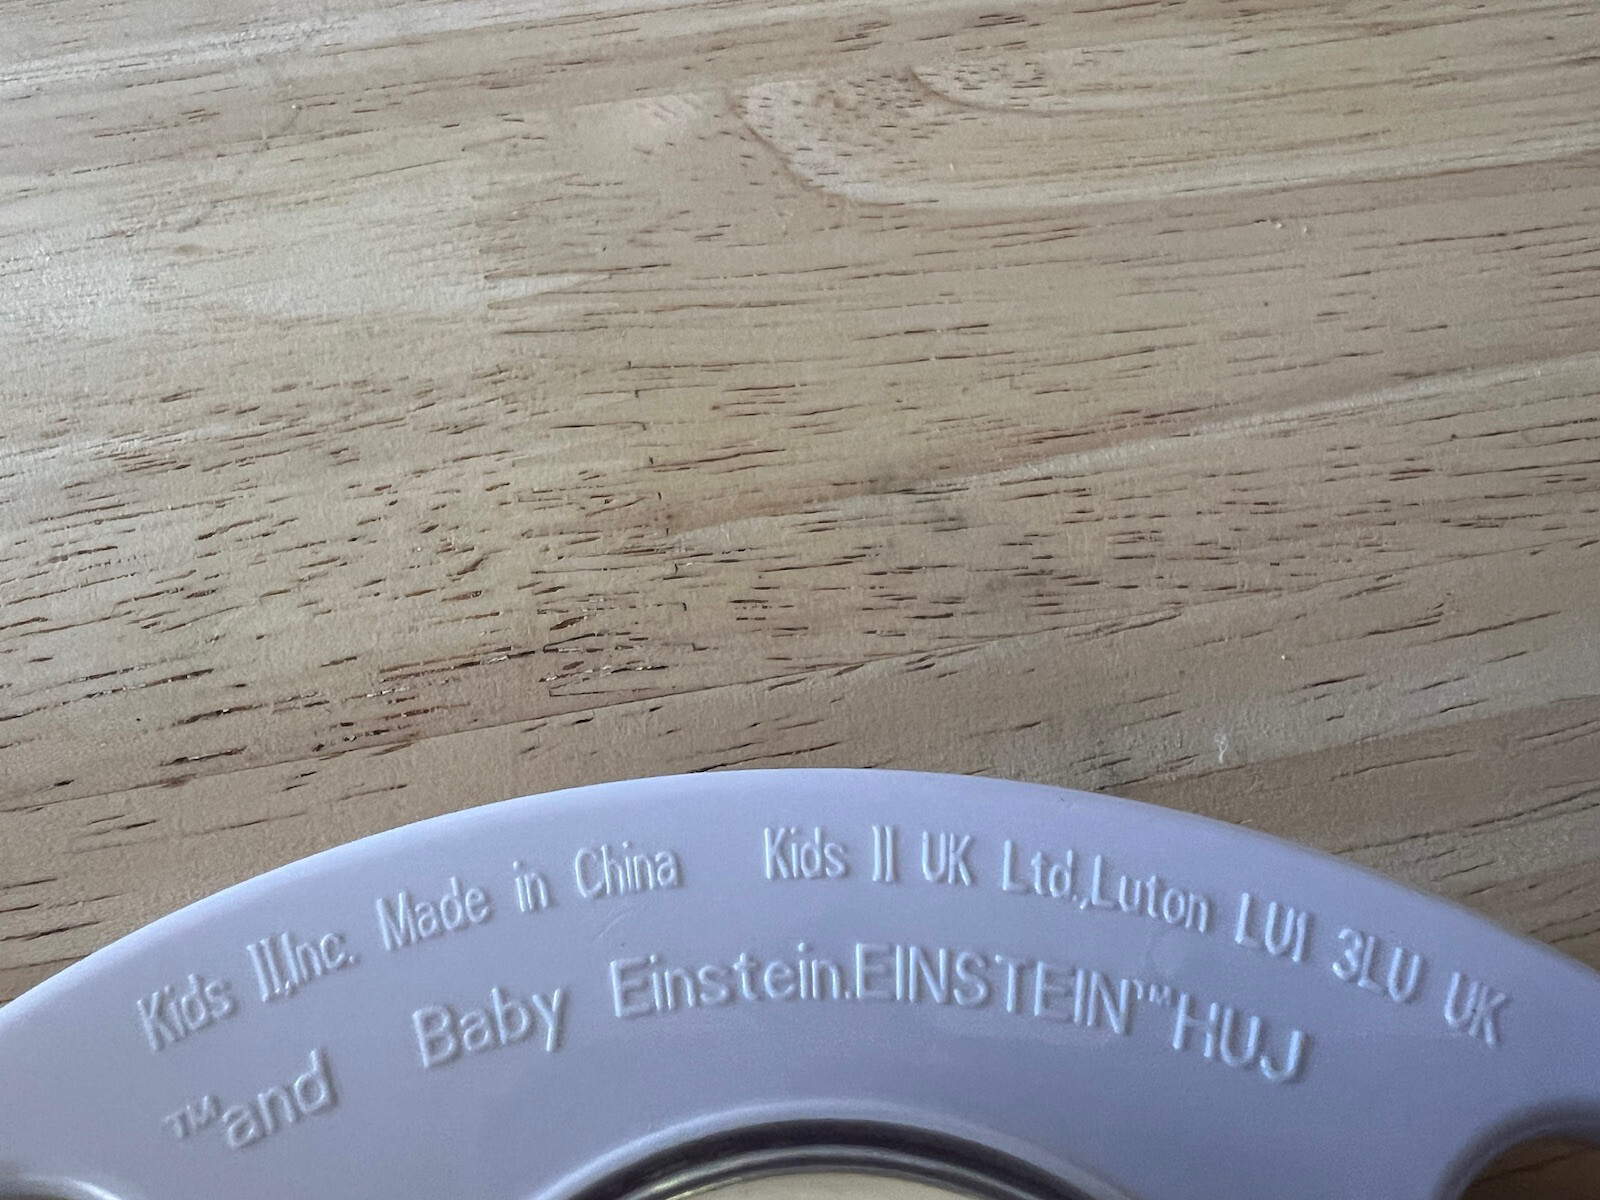 Kids II,Inc. Made in China Kids II UK Ltd.,Luton LU1 3LU UK
™and Baby Einstein.EINSTEIN™HUJ